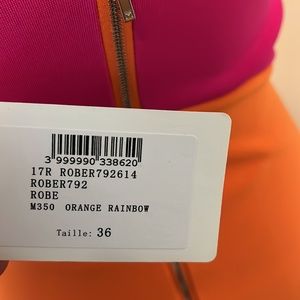 3 999990 338620
17R ROBER792614
ROBER792
ROBE
M350 ORANGE RAINBOW
Taille: 36